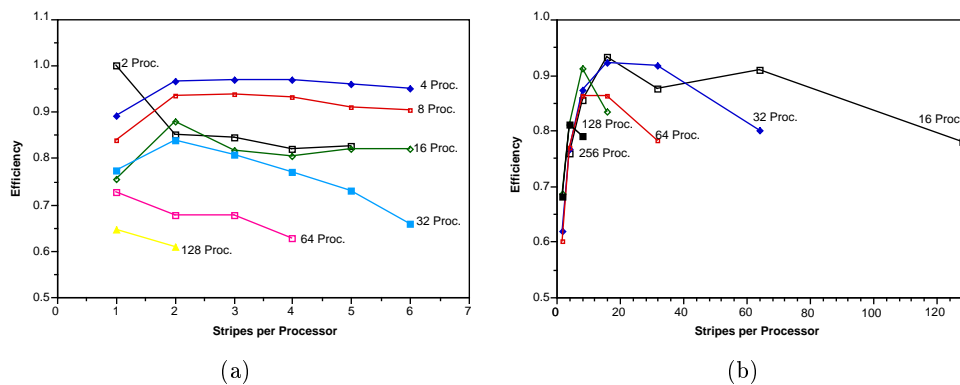 1.1
1.0
0.9
0.8
0.7
0.6
0.5
Efficiency
0 1 2 3 4 5 6 7
Stripes per Processor
2 Proc.
4 Proc.
8 Proc.
16 Proc.
32 Proc.
64 Proc.
128 Proc.
(a)
1.0
0.9
0.8
0.7
0.6
0.5
Efficiency
0 0 20 40 60 80 100 120
Stripes per Processor
128 Proc.
256 Proc.
64 Proc.
32 Proc.
16 Proc
(b)